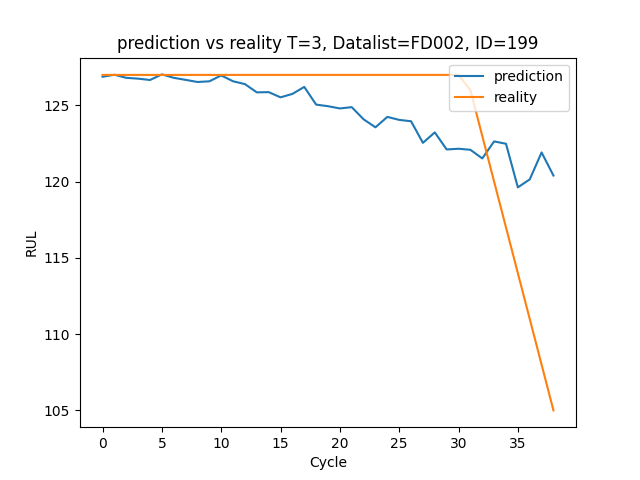 prediction vs reality T=3, Datalist=FD002, ID=199
prediction
reality
125
120
115
110
105
RUL
0 5 10 15 20 25 30 35
Cycle